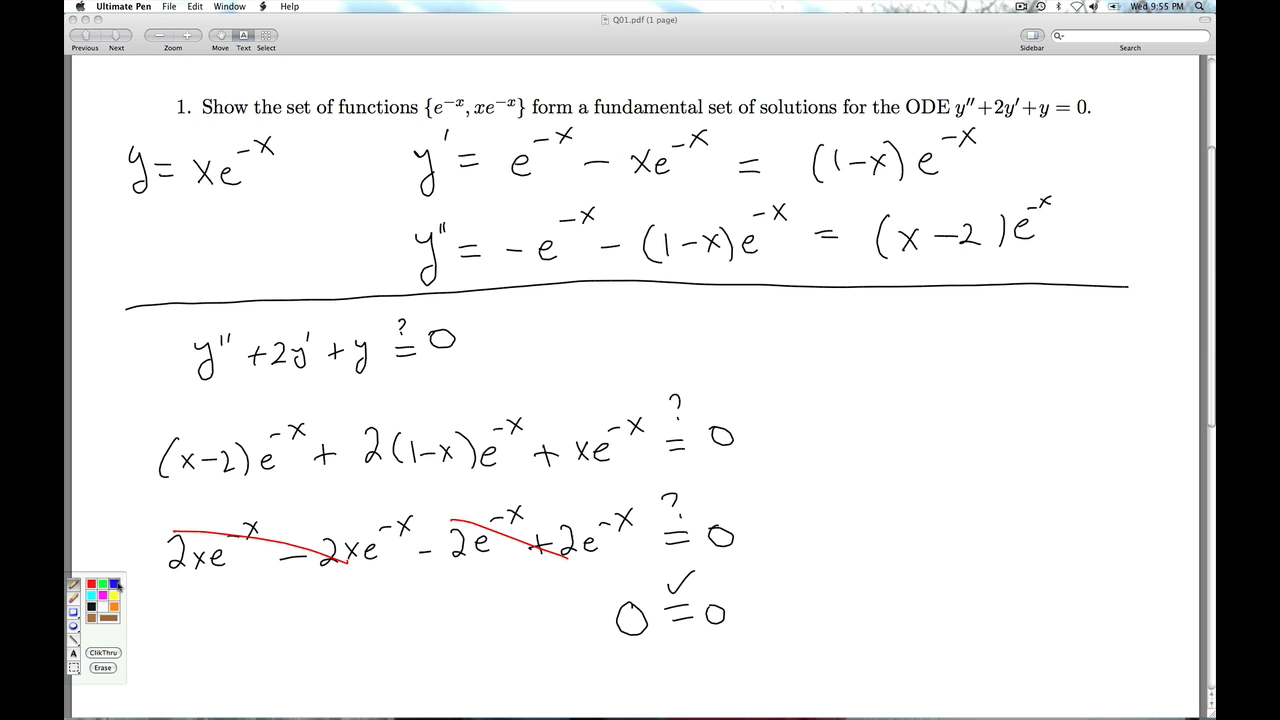 Ultimate Pen File Edit Window Help Wed 9:55 PM
Q01.pdf (1 page)
Previous Next Zoom Move Text Select Sidebar Search
1. Show the set of functions {e⁻ˣ, xe⁻ˣ} form a fundamental set of solutions for the ODE y″+2y′+y = 0.
y = xe⁻ˣ y' = e⁻ˣ − xe⁻ˣ = (1−x) e⁻ˣ
y" = −e⁻ˣ − (1−x)e⁻ˣ = (x−2)e⁻ˣ
y" + 2y' + y ?= 0
(x−2)e⁻ˣ + 2(1−x)e⁻ˣ + xe⁻ˣ ?= 0
2xe⁻ˣ − 2xe⁻ˣ − 2e⁻ˣ + 2e⁻ˣ ?= 0
0 ✓= 0
A
ClikThru
Erase